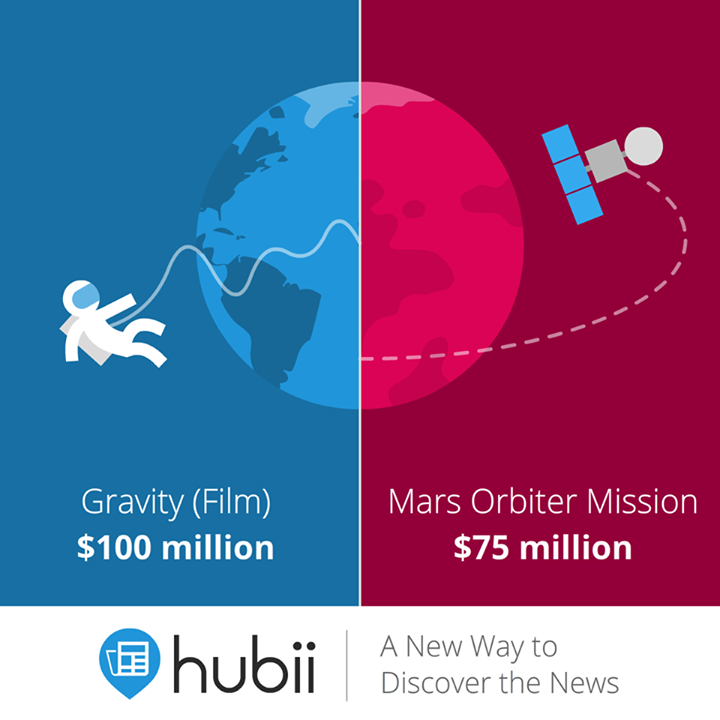 Gravity (Film)
$100 million
Mars Orbiter Mission
$75 million
hubii
A New Way to
Discover the News